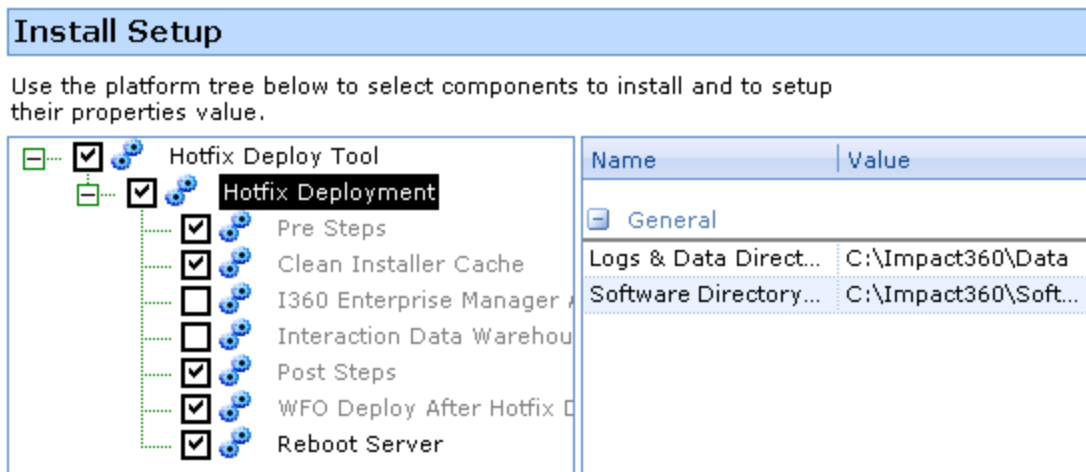 Install Setup
Use the platform tree below to select components to install and to setup
their properties value.
Hotfix Deploy Tool
Hotfix Deployment
Pre Steps
Clean Installer Cache
I360 Enterprise Manager
Interaction Data Warehou
Post Steps
WFO Deploy After Hotfix D
Reboot Server
Name Value
General
Logs & Data Direct... C:\Impact360\Data
Software Directory... C:\Impact360\Soft...